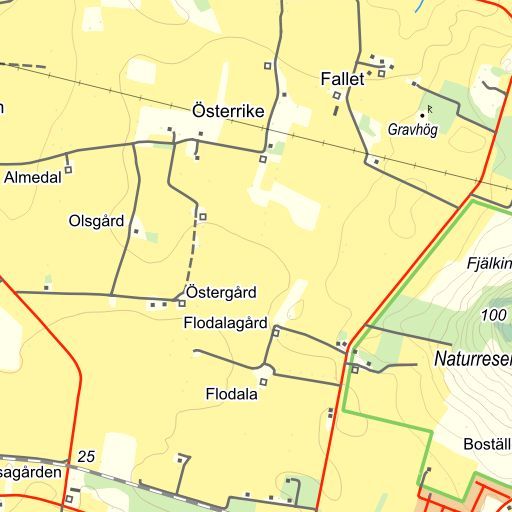 Fallet
Österrike
Gravhög
Almedal
Olsgård
Fjälkin
Östergård
100
Flodalagård
Naturreser
Flodala
Boställ
25
sagården